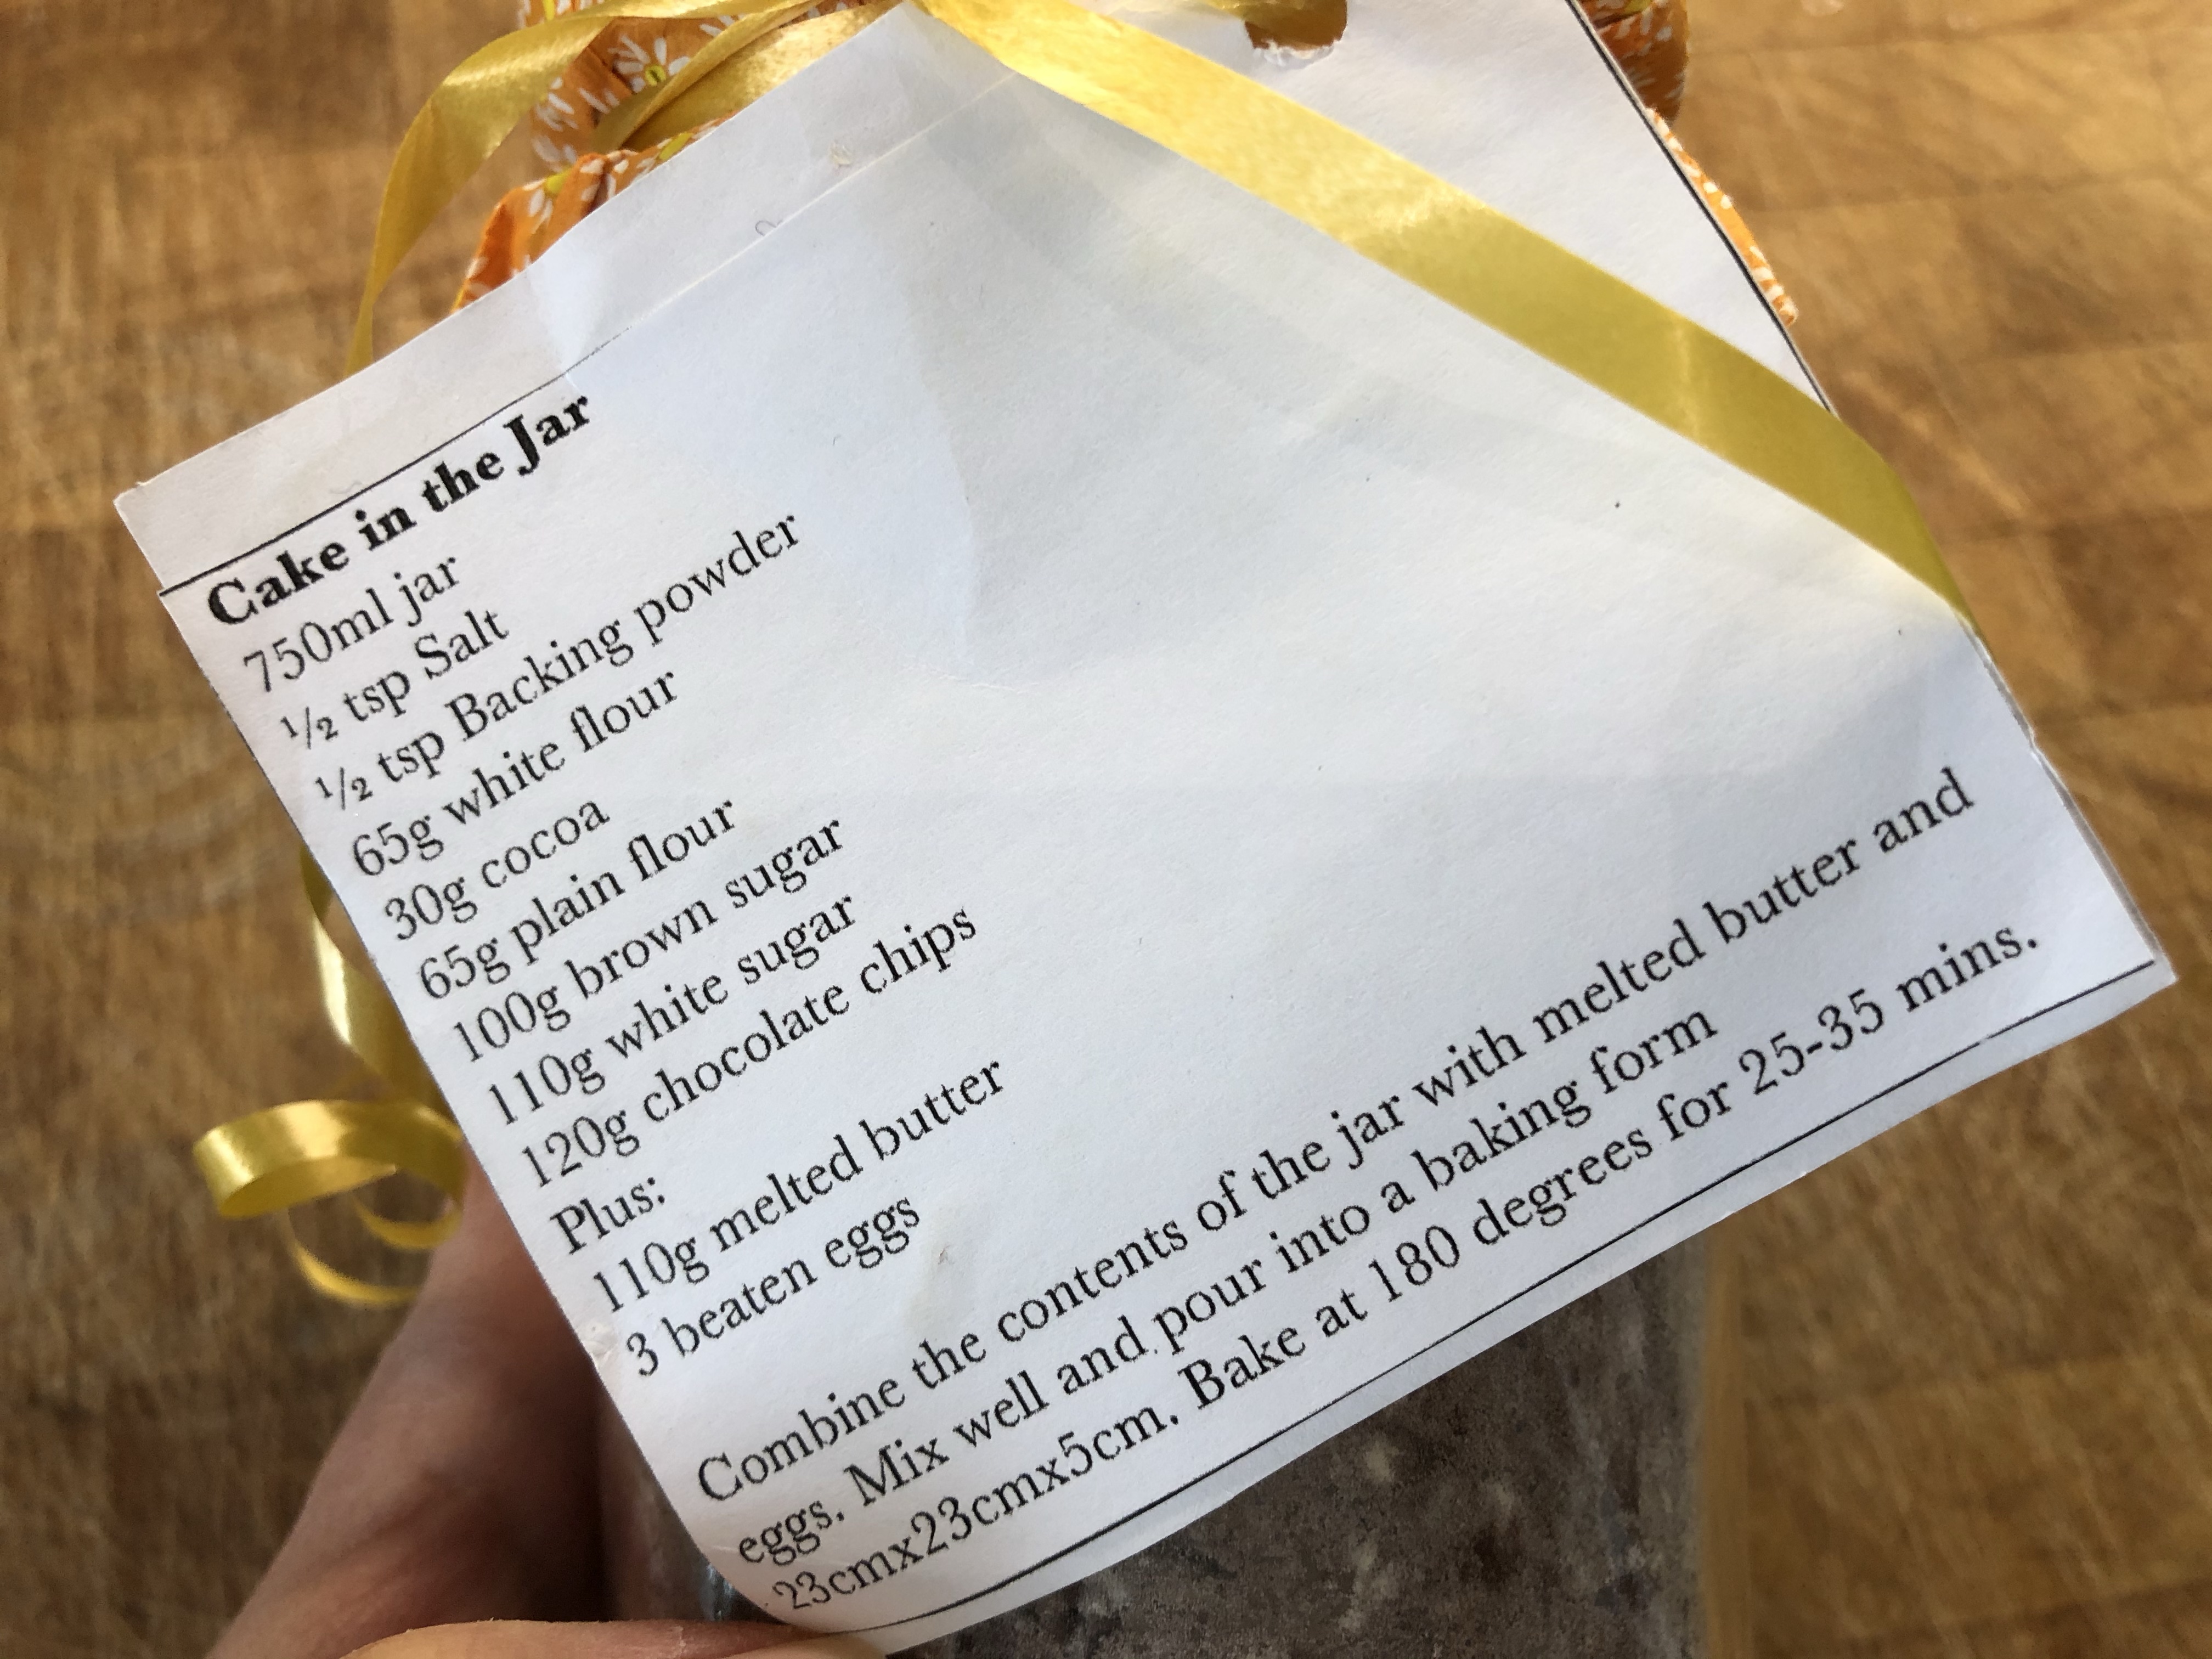 Cake in the Jar
750ml jar
½ tsp Salt
½ tsp Backing powder
65g white flour
30g cocoa
65g plain flour
100g brown sugar
110g white sugar
120g chocolate chips
Plus:
110g melted butter
3 beaten eggs
Combine the contents of the jar with melted butter and
eggs. Mix well and pour into a baking form
23cmx23cmx5cm. Bake at 180 degrees for 25-35 mins.